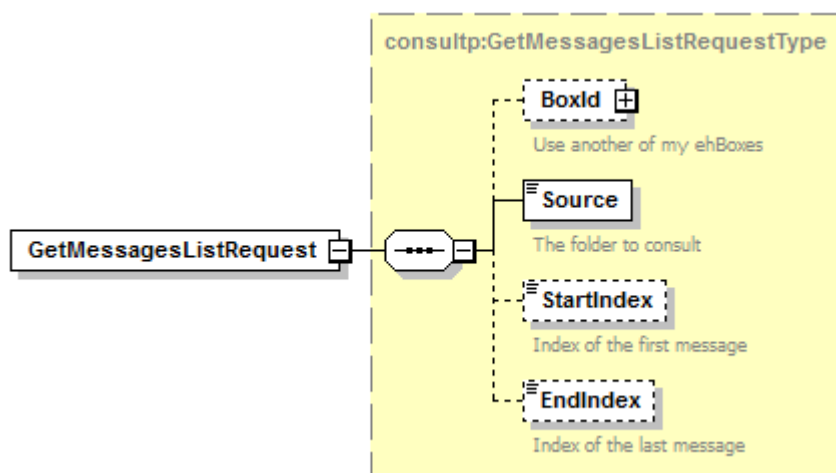 consultp:GetMessagesListRequestType
BoxId
Use another of my ehBoxes
Source
The folder to consult
GetMessagesListRequest
StartIndex
Index of the first message
EndIndex
Index of the last message